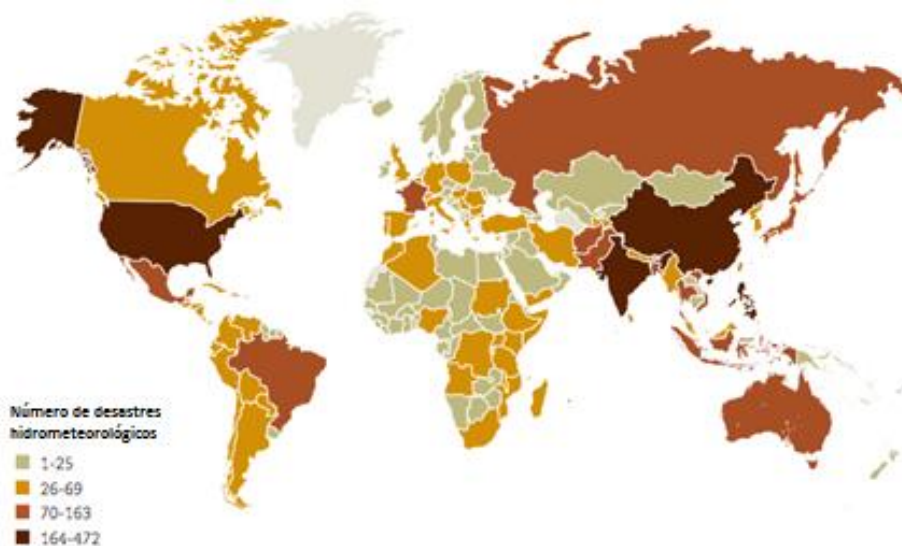 Número de desastres
hidrometeorológicos
1-25
26-69
70-163
164-472